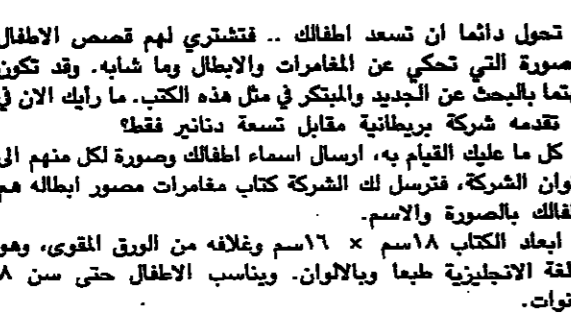 تحول دائما ان تسعد اطفالك .. فتشتري لهم قصص الاطفال
صورة التي تحكي عن المغامرات والابطال وما شابه. وقد تكون
بتما بالبحث عن الجديد والمبتكر في مثل هذه الكتب. ما رايك الان في
تقدمه شركة بريطانية مقابل تسعة دنانير فقط؟
كل ما عليك القيام به، ارسال اسماء اطفالك وصورة لكل منهم الى
وان الشركة، فترسل لك الشركة كتاب مغامرات مصور ابطاله هم
فالك بالصورة والاسم.
ابعاد الكتاب ١٨سم × ١٦سم وغلافه من الورق المقوى، وهو
لغة الانجليزية طبعا وبالالوان. ويناسب الاطفال حتى سن ٨
نوات.